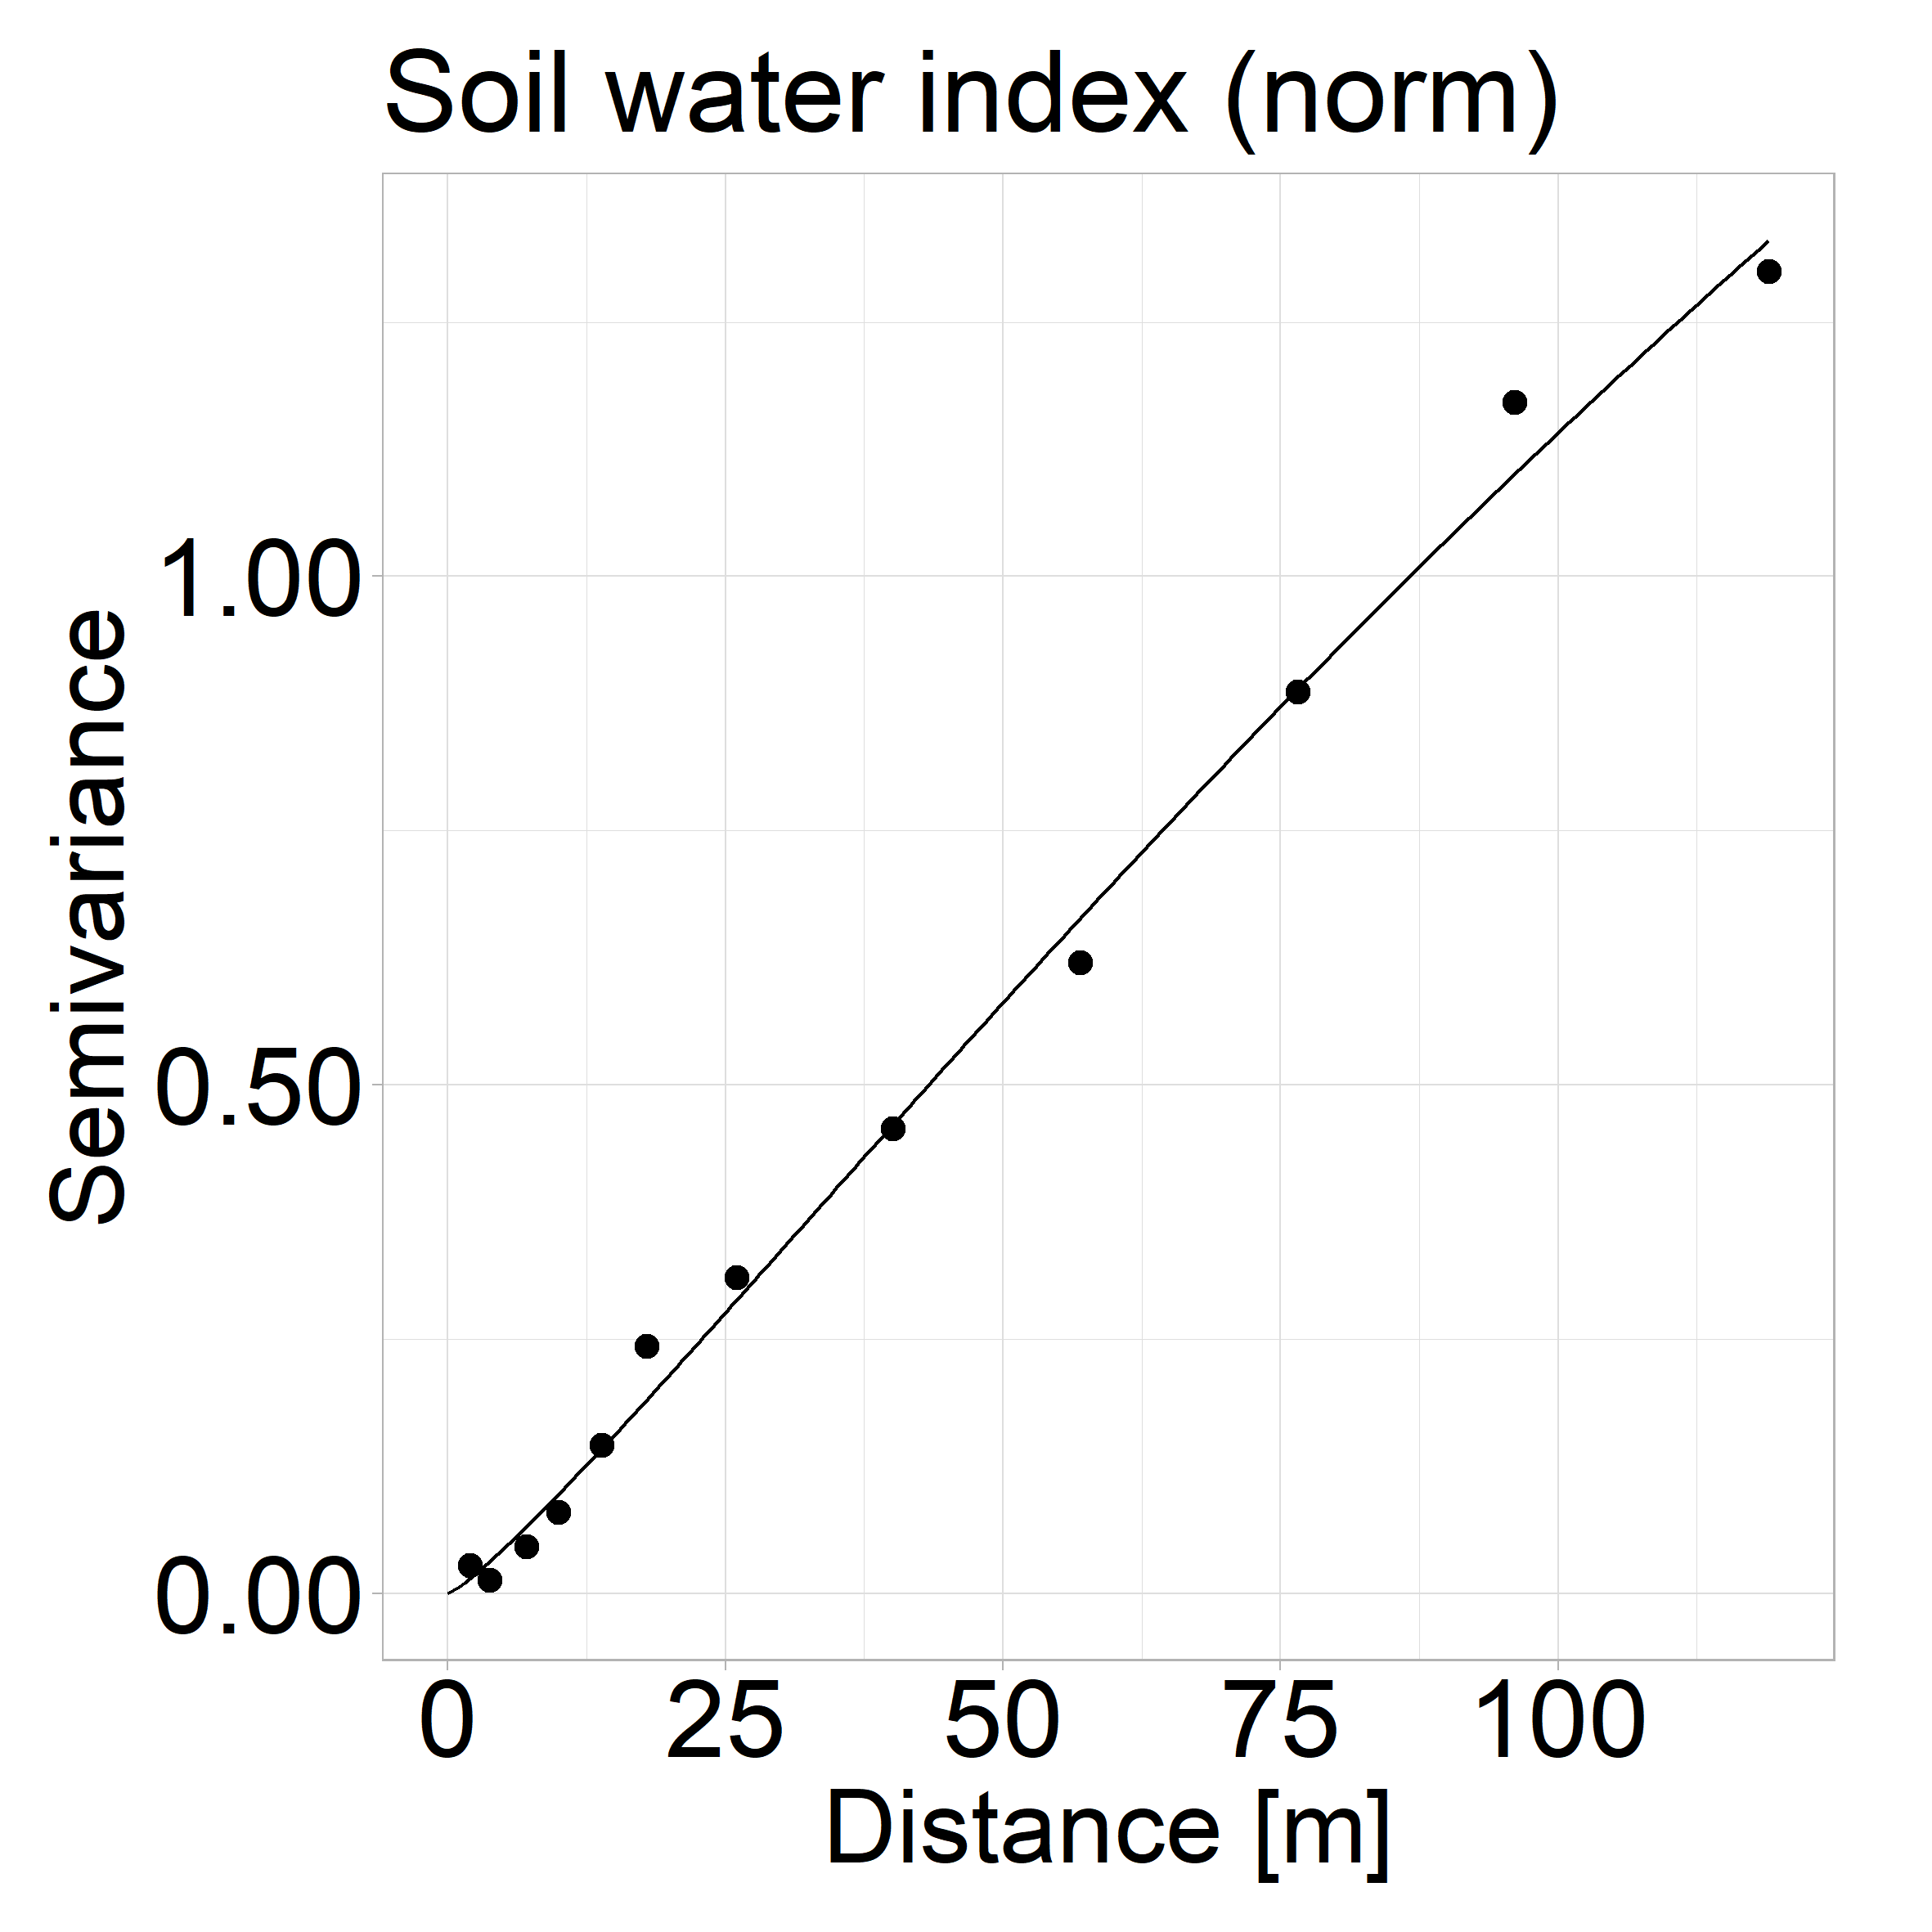 Soil water index (norm)
Semivariance
1.00
0.50
0.00
0 25 50 75 100
Distance [m]